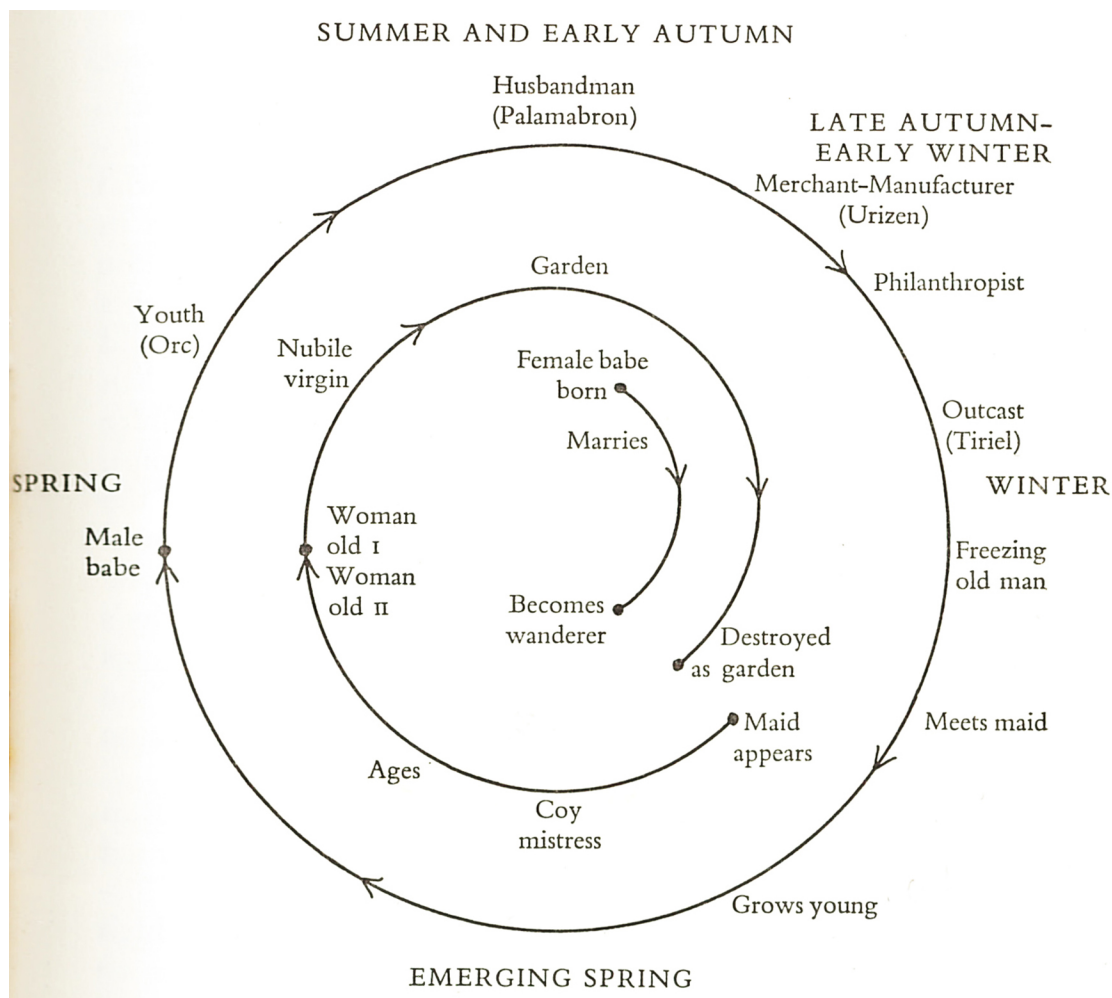 SUMMER AND EARLY AUTUMN
Husbandman
(Palamabron)
LATE AUTUMN–
EARLY WINTER
Merchant–Manufacturer
(Urizen)
Garden
Philanthropist
Youth
(Orc)
Nubile
virgin
Female babe
born
Marries
Outcast
(Tiriel)
SPRING
WINTER
Male
babe
Woman
old I
Woman
old II
Freezing
old man
Becomes
wanderer
Destroyed
as garden
Maid
appears
Meets maid
Ages
Coy
mistress
Grows young
EMERGING SPRING